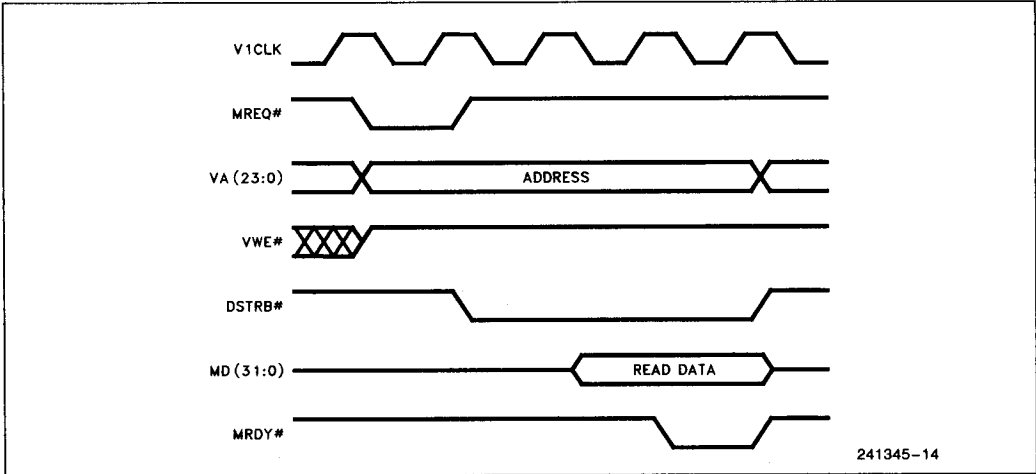 V1CLK
MREQ#
VA (23:0)
ADDRESS
VWE#
DSTRB#
MD (31:0)
READ DATA
MRDY#
241345-14